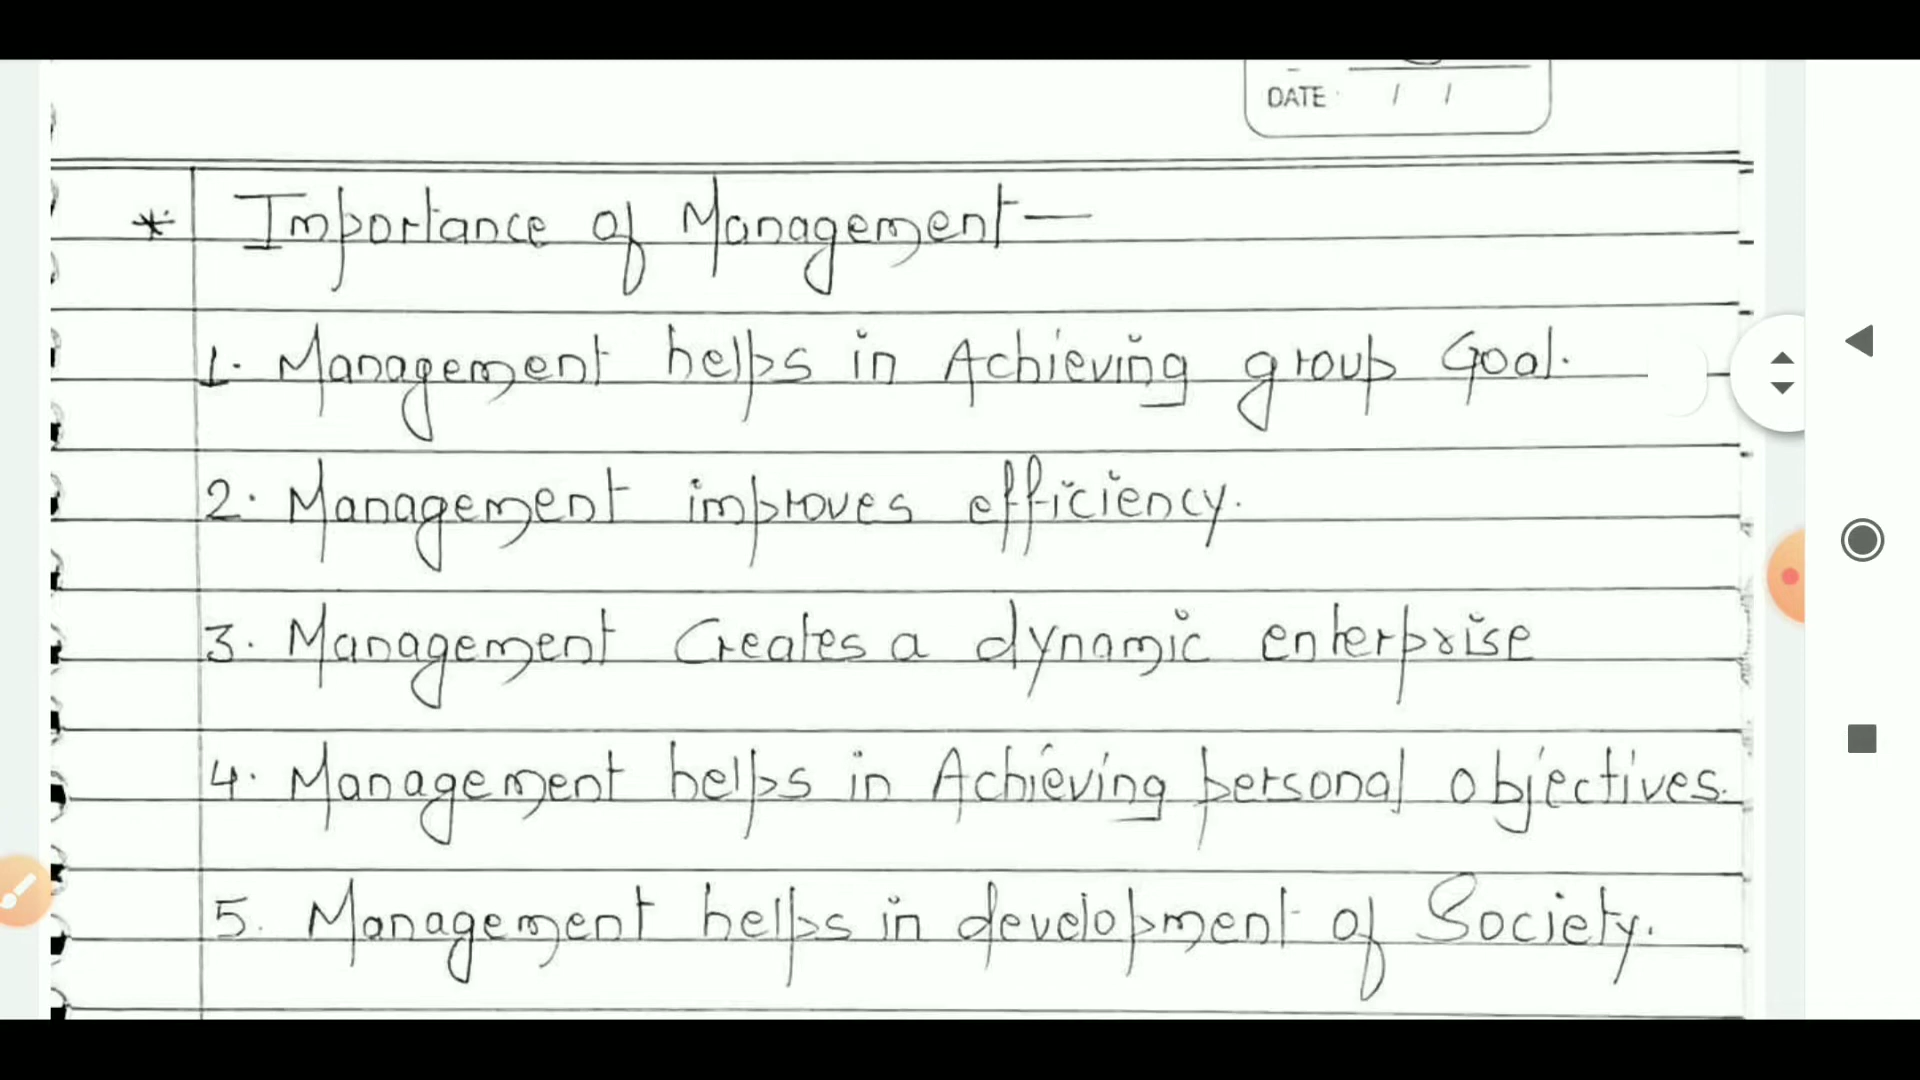 DATE / /
* Importance of Management —
1. Management helps in Achieving group Goal.
2. Management improves efficiency.
3. Management Creates a dynamic enterprise
4. Management helps in Achieving personal objectives.
5. Management helps in development of Society.